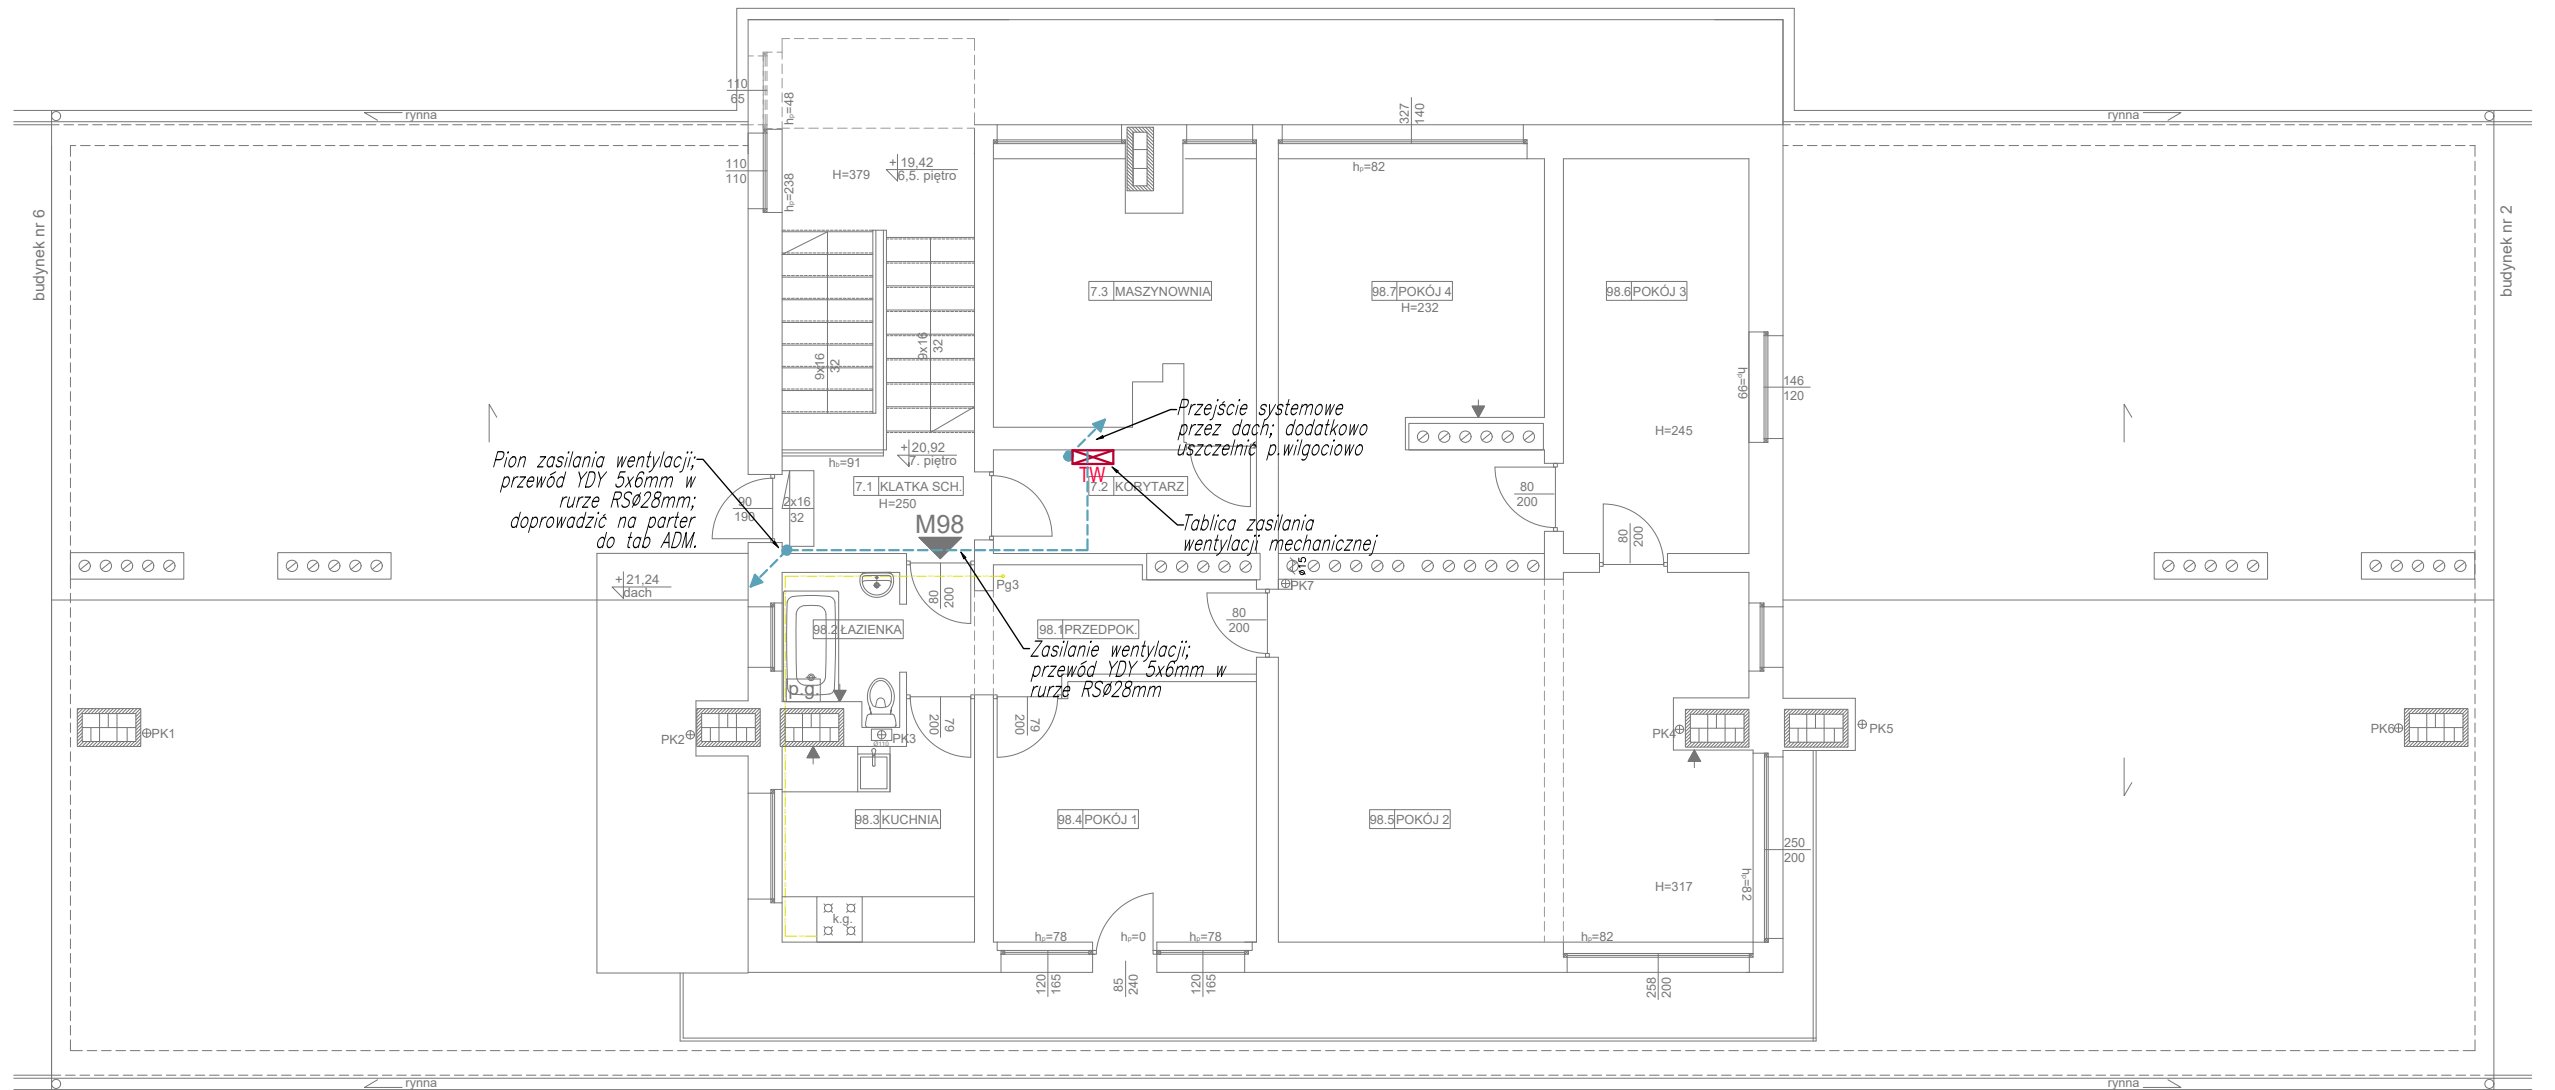 110
65
hₚ=48
rynna
327
140
rynna
110
110
hₚ=238
H=379
+19,42
6,5. piętro
hₚ=82
budynek nr 6
budynek nr 2
7.3 MASZYNOWNIA
98.7 POKÓJ 4
H=232
98.6 POKÓJ 3
9x16
32
9x16
32
hₚ=99
146
120
Przejście systemowe
przez dach; dodatkowo
uszczelnić p.wilgociowo
H=245
+20,92
7. piętro
hₚ=91
Pion zasilania wentylacji;
przewód YDY 5x6mm w
rurze RSø28mm;
doprowadzić na parter
do tab ADM.
TW
7.1 KLATKA SCH.
H=250
7.2 KORYTARZ
90
190
2x16
32
M98
80
200
Tablica zasilania
wentylacji mechanicznej
80
200
+21,24
dach
Pg3
ø15
PK7
80
200
80
200
98.2 ŁAZIENKA
98.1 PRZEDPOK.
Zasilanie wentylacji;
przewód YDY 5x6mm w
rurze RSø28mm
p.g.
PK1
PK2
PK3
ø110
79
200
79
200
PK4
PK5
PK6
98.3 KUCHNIA
98.4 POKÓJ 1
98.5 POKÓJ 2
250
200
H=317
hₚ=82
k.g.
hₚ=78
hₚ=0
hₚ=78
hₚ=82
120
165
85
240
120
165
258
200
rynna
rynna